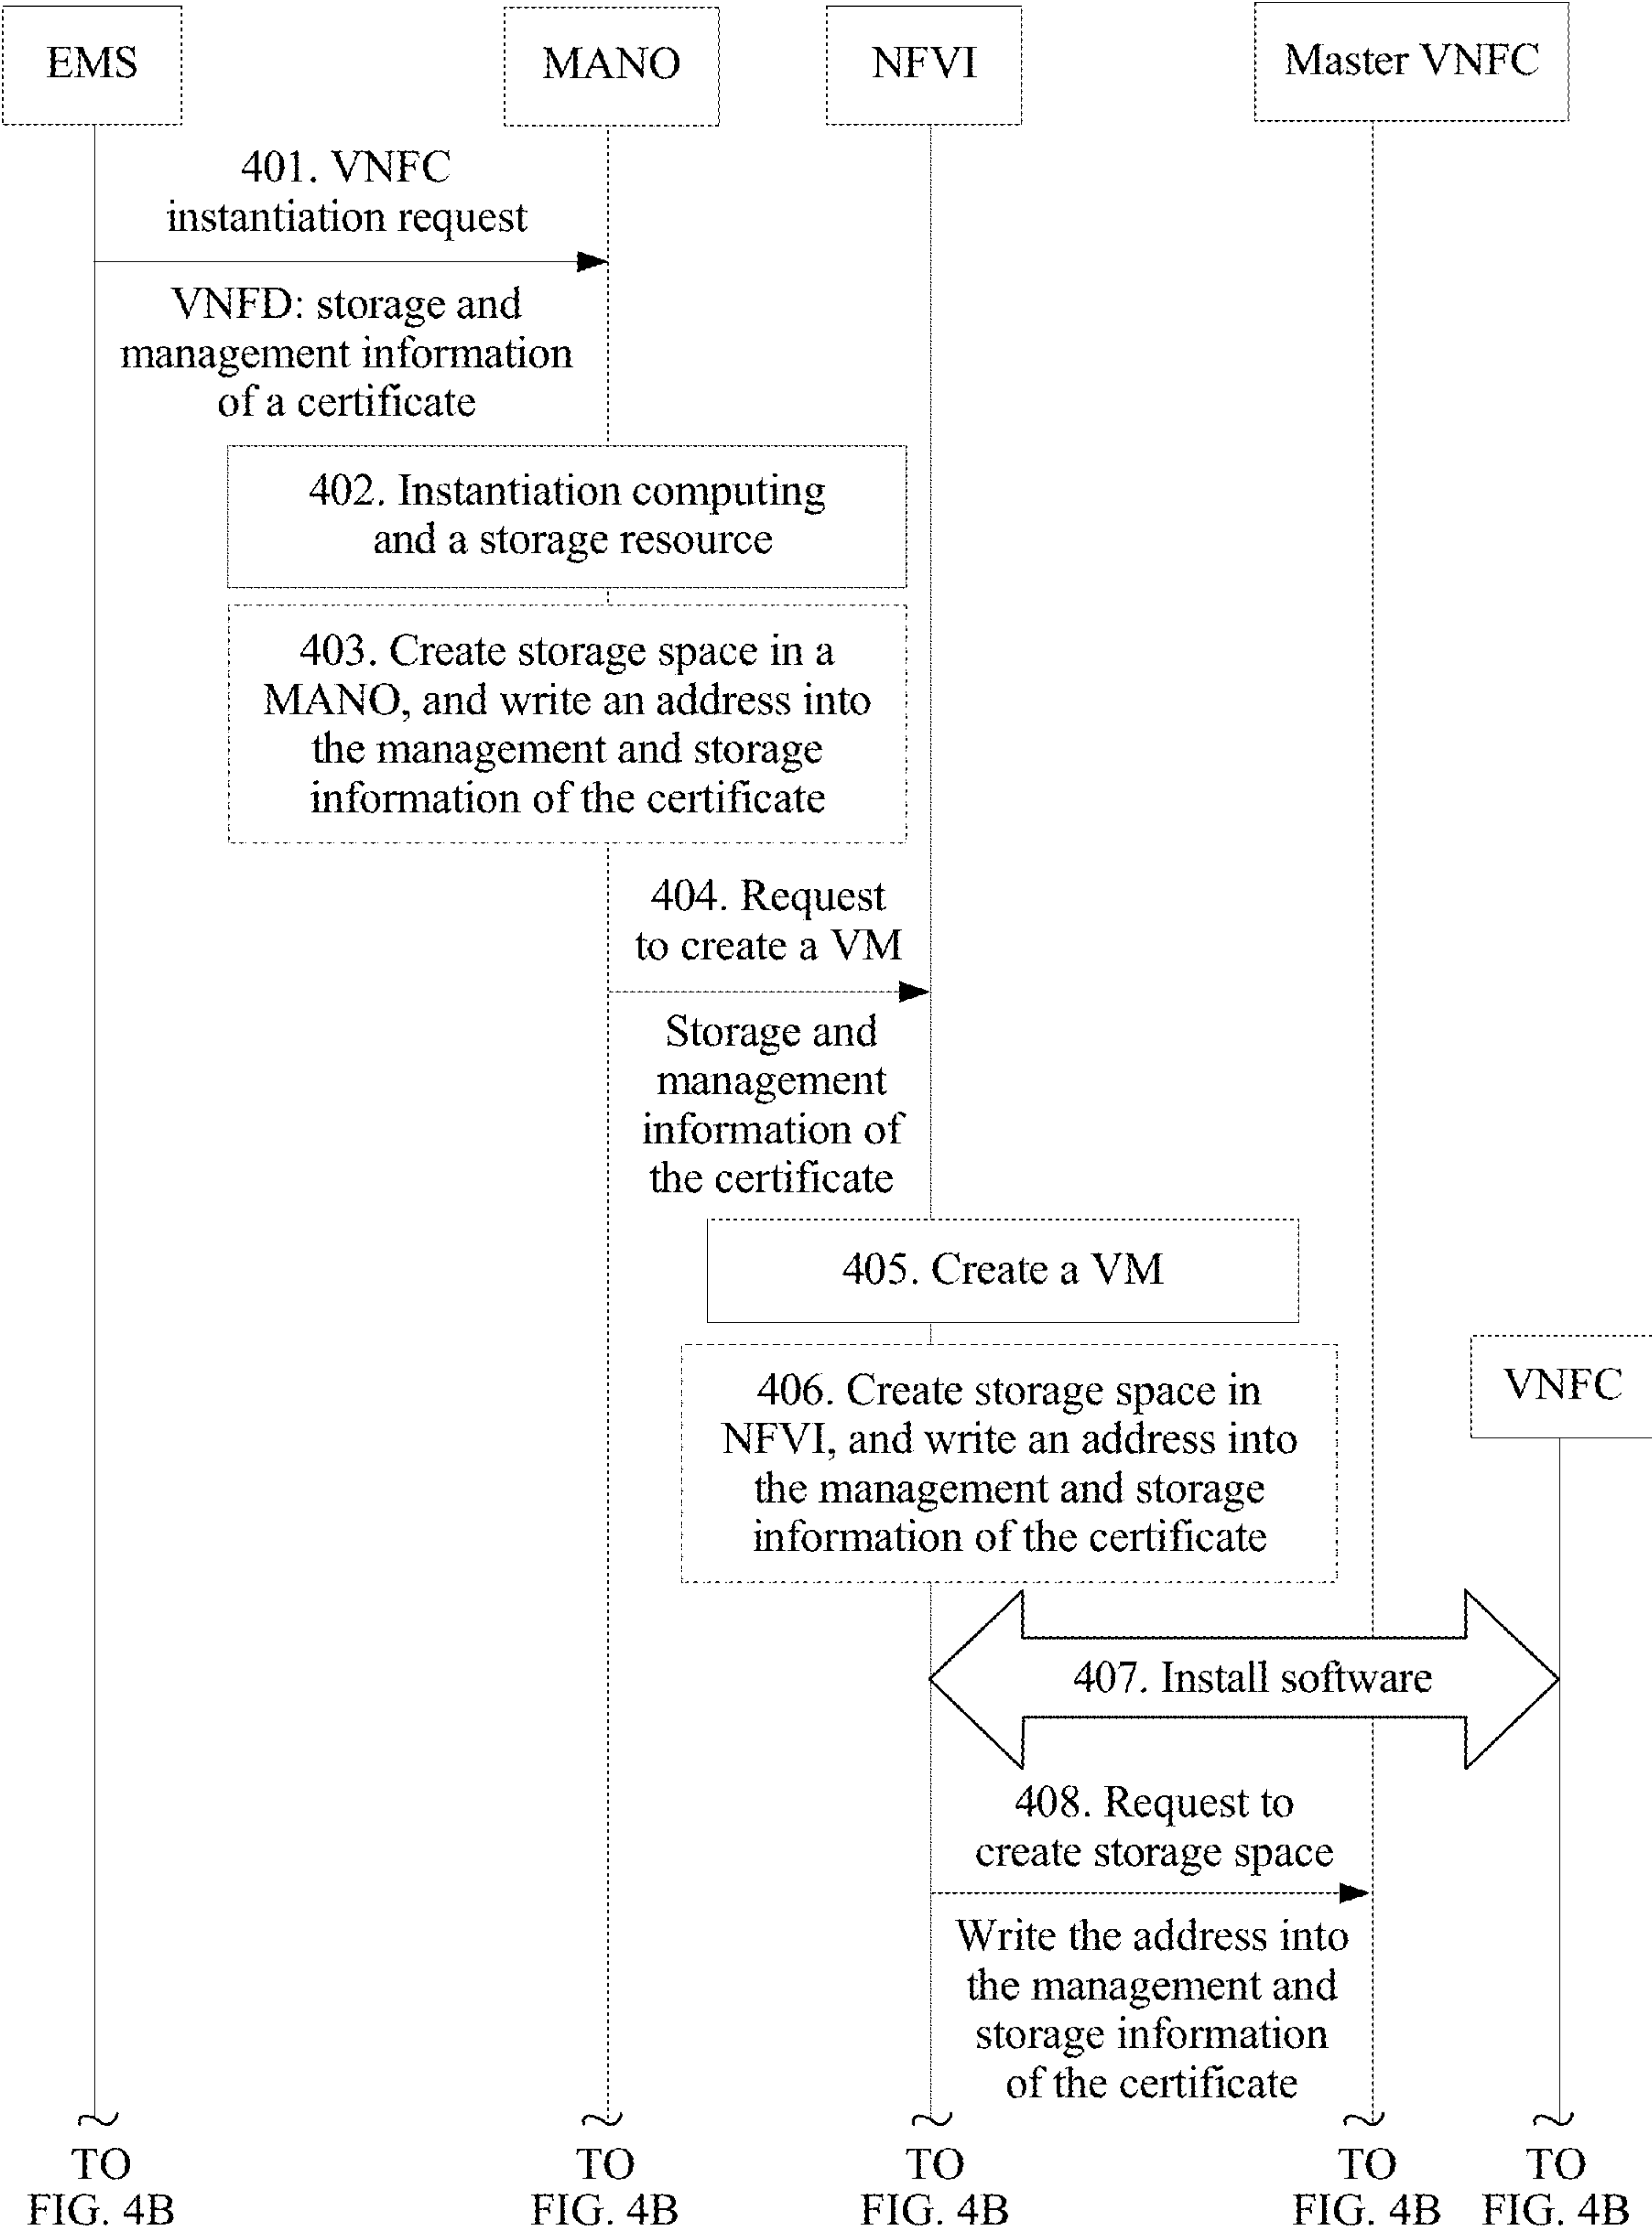 EMS
MANO
NFVI
Master VNFC
401. VNFC
instantiation request
VNFD: storage and
management information
of a certificate
402. Instantiation computing
and a storage resource
403. Create storage space in a
MANO, and write an address into
the management and storage
information of the certificate
404. Request
to create a VM
Storage and
management
information of
the certificate
405. Create a VM
VNFC
406. Create storage space in
NFVI, and write an address into
the management and storage
information of the certificate
407. Install software
408. Request to
create storage space
Write the address into
the management and
storage information
of the certificate
TO
FIG. 4B
TO
FIG. 4B
TO
FIG. 4B
TO
FIG. 4B
TO
FIG. 4B